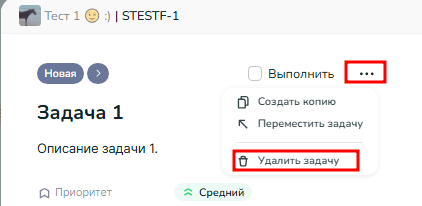 Тест 1 🙂 :) | STESTF-1
Новая
Выполнить
Задача 1
Создать копию
Переместить задачу
Описание задачи 1.
Удалить задачу
Приоритет
Средний